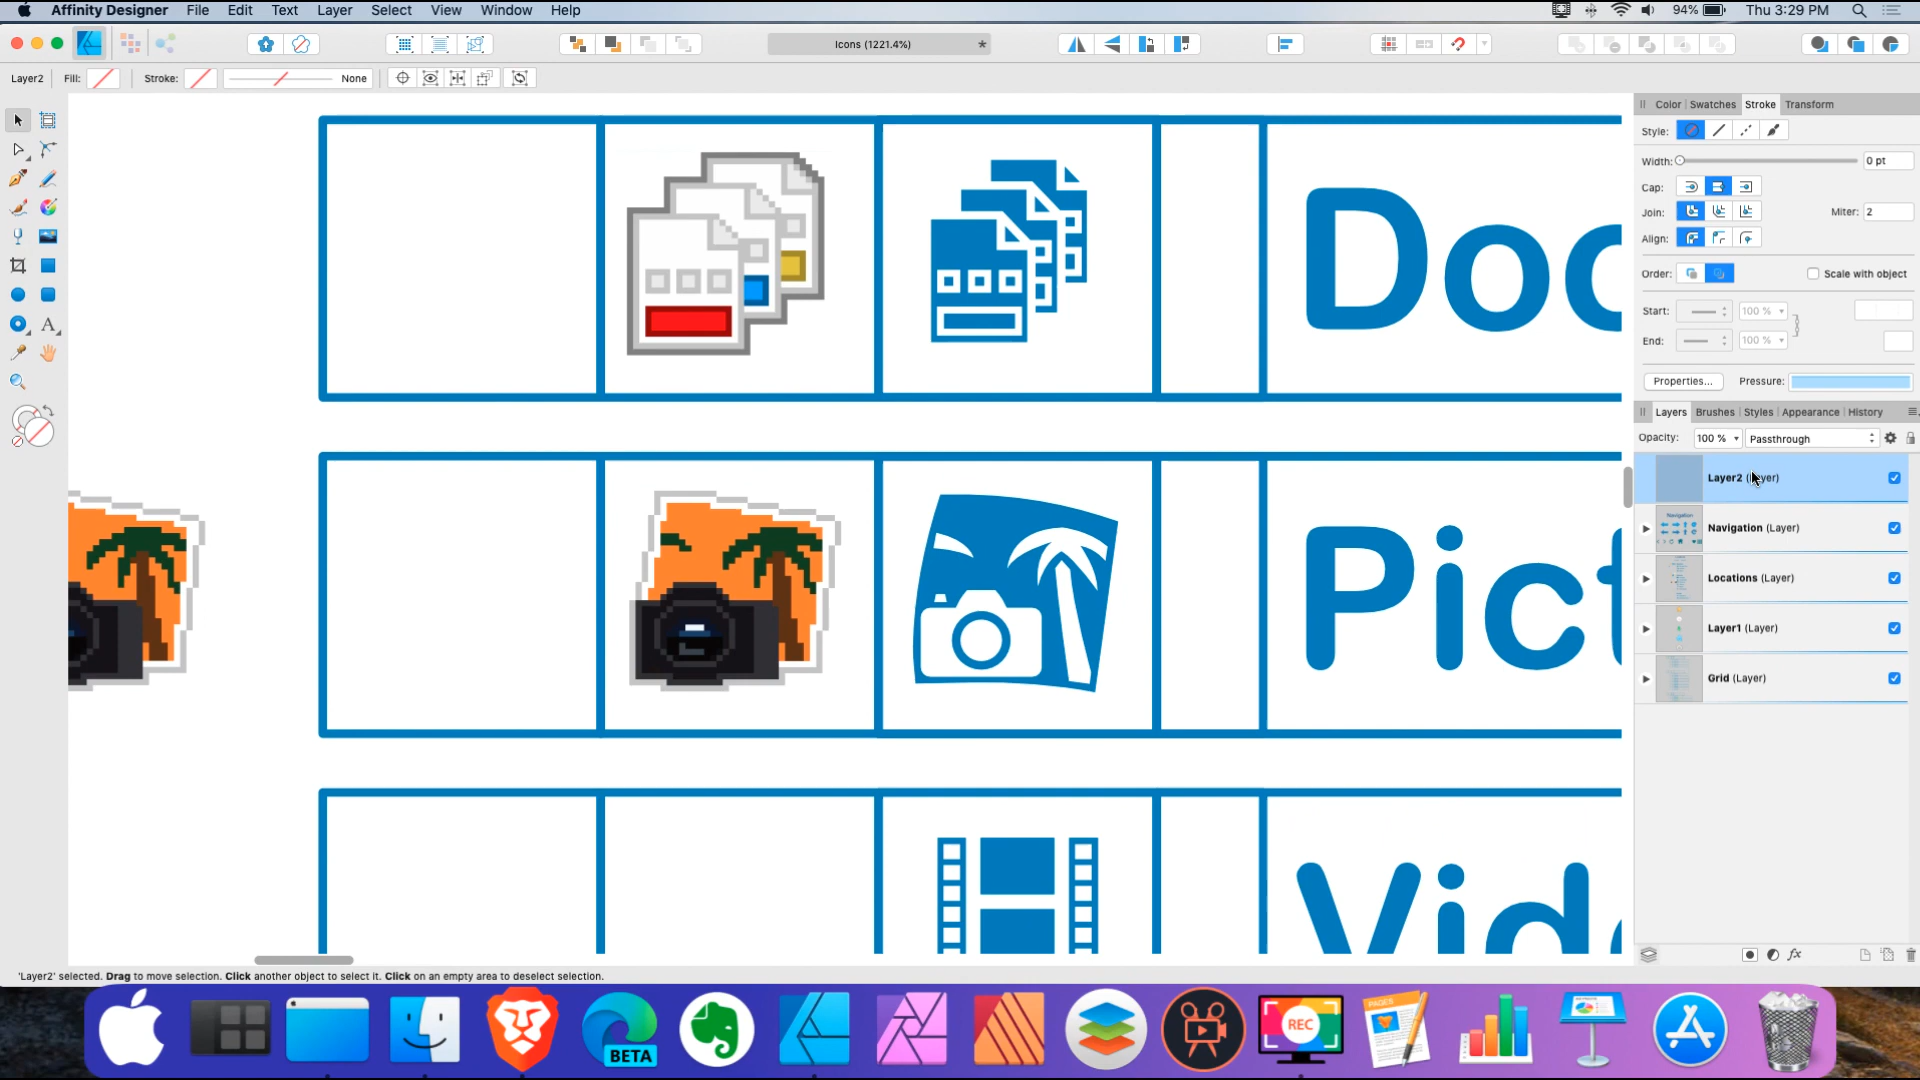 Affinity Designer File Edit Text Layer Select View Window Help 94% Thu 3:29 PM
Icons (1221.4%) *
Layer2 Fill: Stroke: None
Color Swatches Stroke Transform
Style:
Width: 0 pt
Cap:
Join: Miter: 2
Align:
Order: Scale with object
Start: 100 %
End: 100 %
Properties... Pressure:
Layers Brushes Styles Appearance History
Opacity: 100 % Passthrough
Layer2 (Layer)
Navigation (Layer)
Locations (Layer)
Layer1 (Layer)
Grid (Layer)
Doc
Pict
Vide
'Layer2' selected. Drag to move selection. Click another object to select it. Click on an empty area to deselect selection.
BETA
REC
PAGES